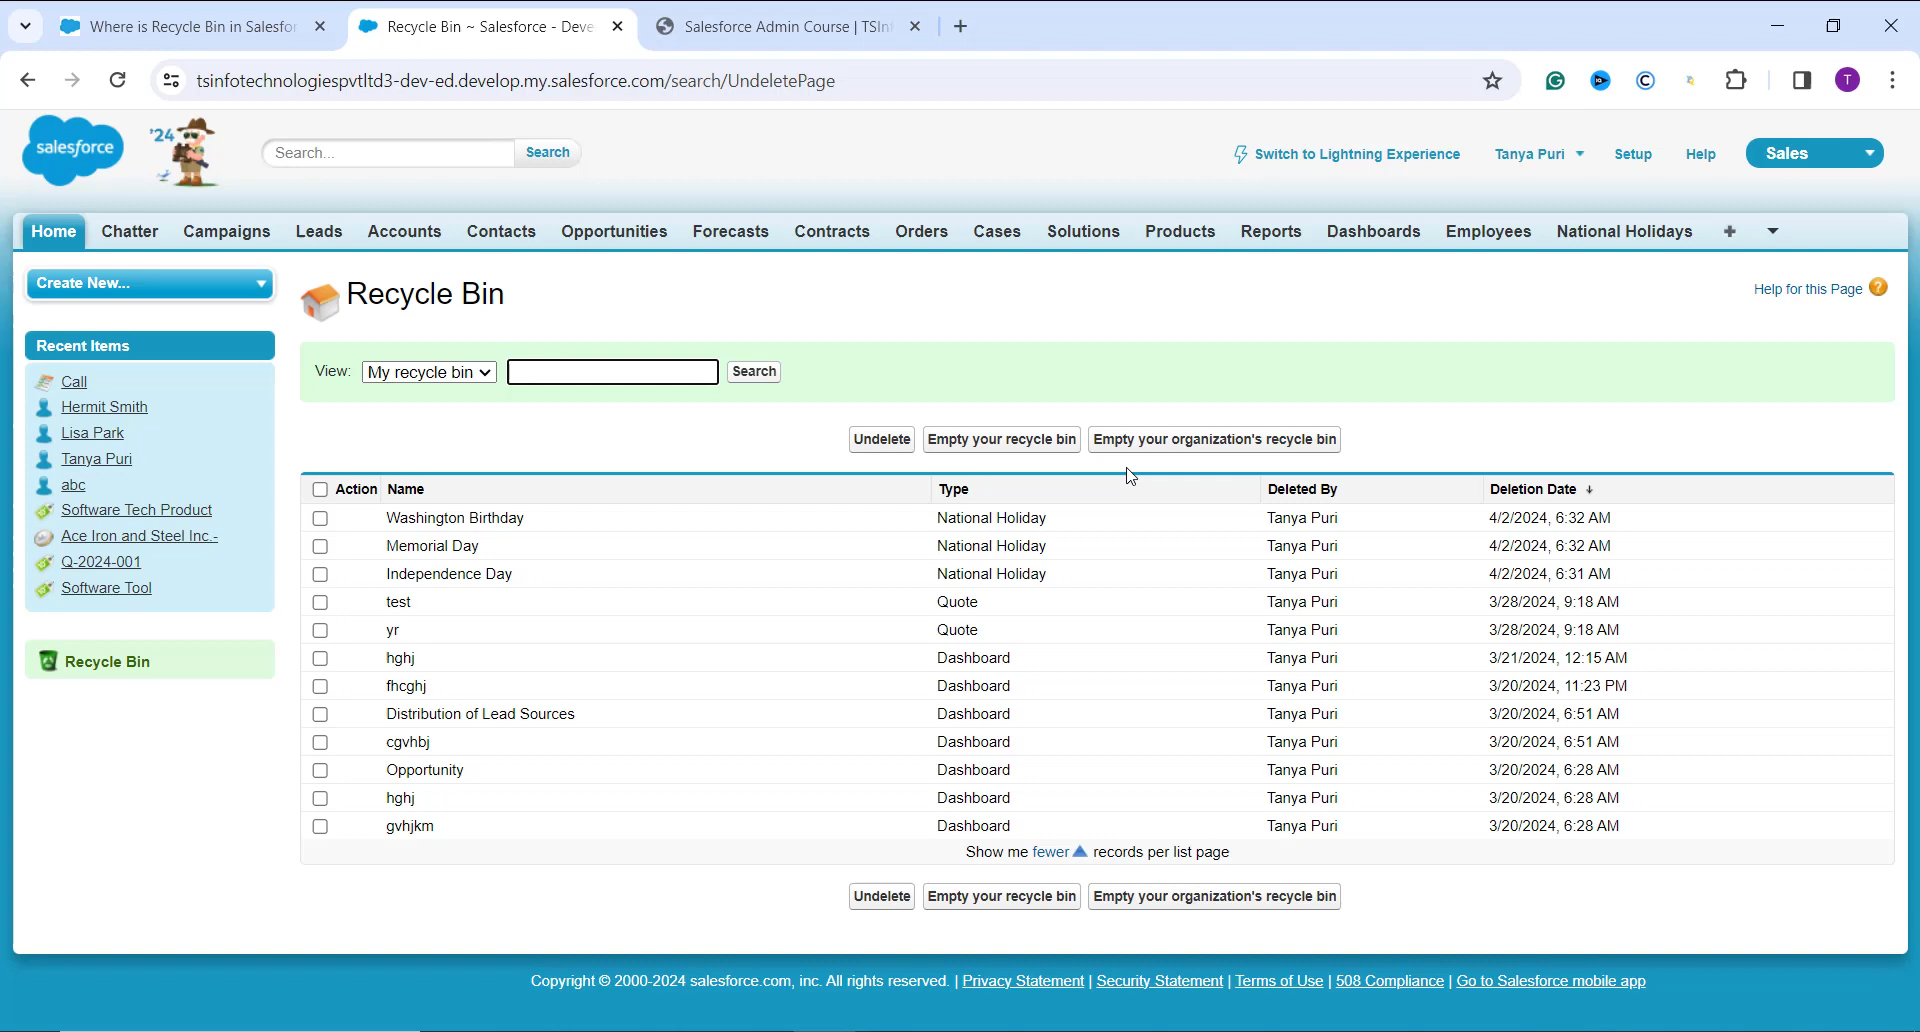 Where is Recycle Bin in Salesfor
Recycle Bin ~ Salesforce - Deve
Salesforce Admin Course | TSInf
tsinfotechnologiespvtltd3-dev-ed.develop.my.salesforce.com/search/UndeletePage
T
salesforce
'24
Search...
Search
Switch to Lightning Experience
Tanya Puri
Setup
Help
Sales
Home Chatter Campaigns Leads Accounts Contacts Opportunities Forecasts Contracts Orders Cases Solutions Products Reports Dashboards Employees National Holidays +
Create New...
Recycle Bin
Help for this Page ?
Recent Items
Call
Hermit Smith
Lisa Park
Tanya Puri
abc
Software Tech Product
Ace Iron and Steel Inc.-
Q-2024-001
Software Tool
Recycle Bin
View: My recycle bin Search
Undelete Empty your recycle bin Empty your organization's recycle bin
Action Name Type Deleted By Deletion Date
Washington Birthday National Holiday Tanya Puri 4/2/2024, 6:32 AM
Memorial Day National Holiday Tanya Puri 4/2/2024, 6:32 AM
Independence Day National Holiday Tanya Puri 4/2/2024, 6:31 AM
test Quote Tanya Puri 3/28/2024, 9:18 AM
yr Quote Tanya Puri 3/28/2024, 9:18 AM
hghj Dashboard Tanya Puri 3/21/2024, 12:15 AM
fhcghj Dashboard Tanya Puri 3/20/2024, 11:23 PM
Distribution of Lead Sources Dashboard Tanya Puri 3/20/2024, 6:51 AM
cgvhbj Dashboard Tanya Puri 3/20/2024, 6:51 AM
Opportunity Dashboard Tanya Puri 3/20/2024, 6:28 AM
hghj Dashboard Tanya Puri 3/20/2024, 6:28 AM
gvhjkm Dashboard Tanya Puri 3/20/2024, 6:28 AM
Show me fewer records per list page
Undelete Empty your recycle bin Empty your organization's recycle bin
Copyright © 2000-2024 salesforce.com, inc. All rights reserved. | Privacy Statement | Security Statement | Terms of Use | 508 Compliance | Go to Salesforce mobile app